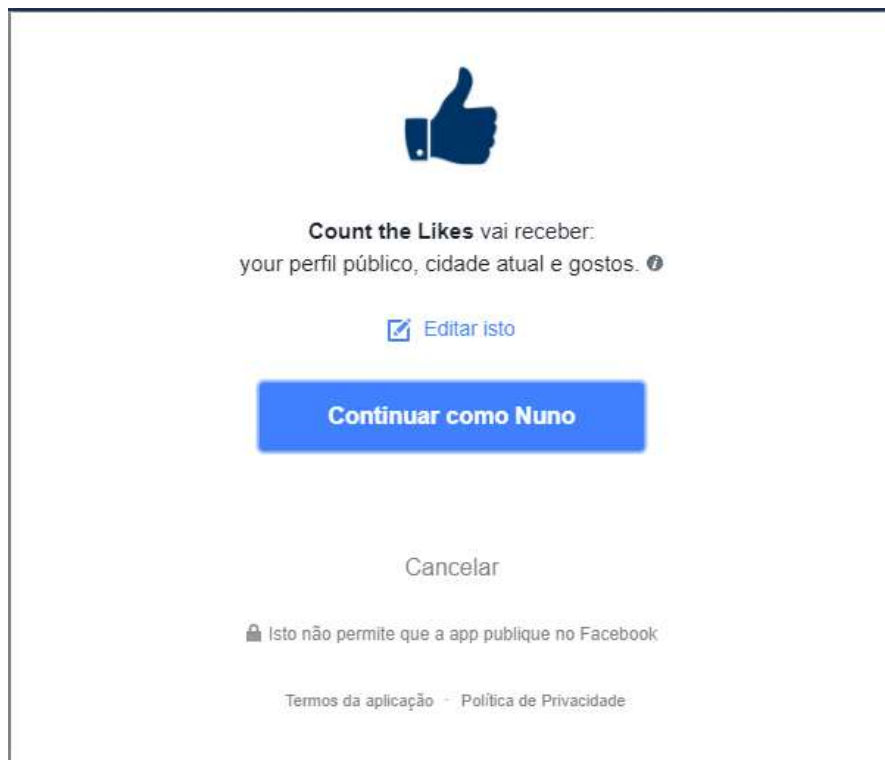 Count the Likes vai receber:
your perfil público, cidade atual e gostos.
Editar isto
Continuar como Nuno
Cancelar
Isto não permite que a app publique no Facebook
Termos da aplicação · Política de Privacidade